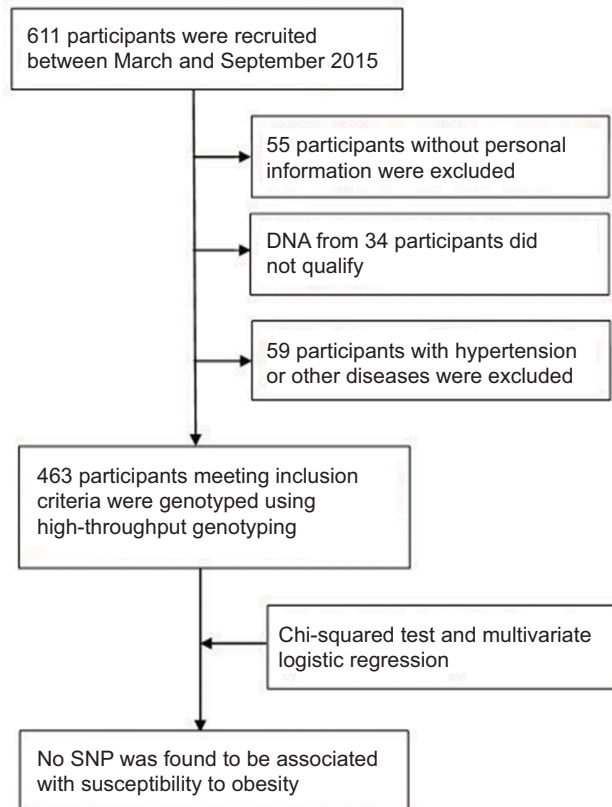 611 participants were recruited
between March and September 2015
55 participants without personal
information were excluded
DNA from 34 participants did
not qualify
59 participants with hypertension
or other diseases were excluded
463 participants meeting inclusion
criteria were genotyped using
high-throughput genotyping
Chi-squared test and multivariate
logistic regression
No SNP was found to be associated
with susceptibility to obesity